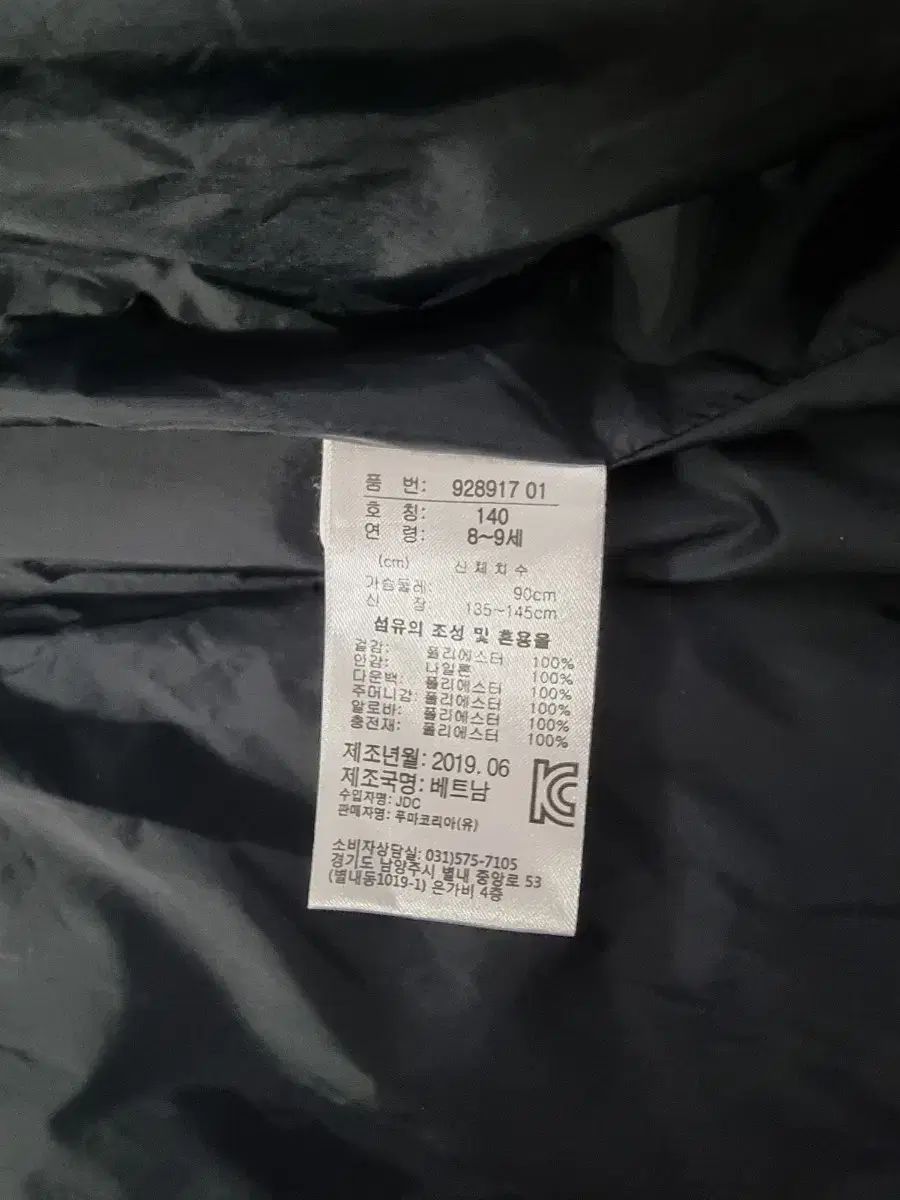 품 번: 928917 01
호 칭: 140
연 령: 8~9세
(cm) 신체치수
가슴둘레: 90cm
신 장: 135~145cm
섬유의 조성 및 혼용율
겉감: 폴리에스터 100%
안감: 나일론 100%
다운백: 폴리에스터 100%
주머니감: 폴리에스터 100%
알로바: 폴라에스터 100%
충전재: 폴리에스터 100%
제조년월: 2019. 06
제조국명: 베트남
수입자명: JDC
판매자명: 푸마코리아(유)
KC
소비자상담실: 031)575-7105
경기도 남양주시 별내 중앙로 53
(별내동1019-1) 은가비 4층